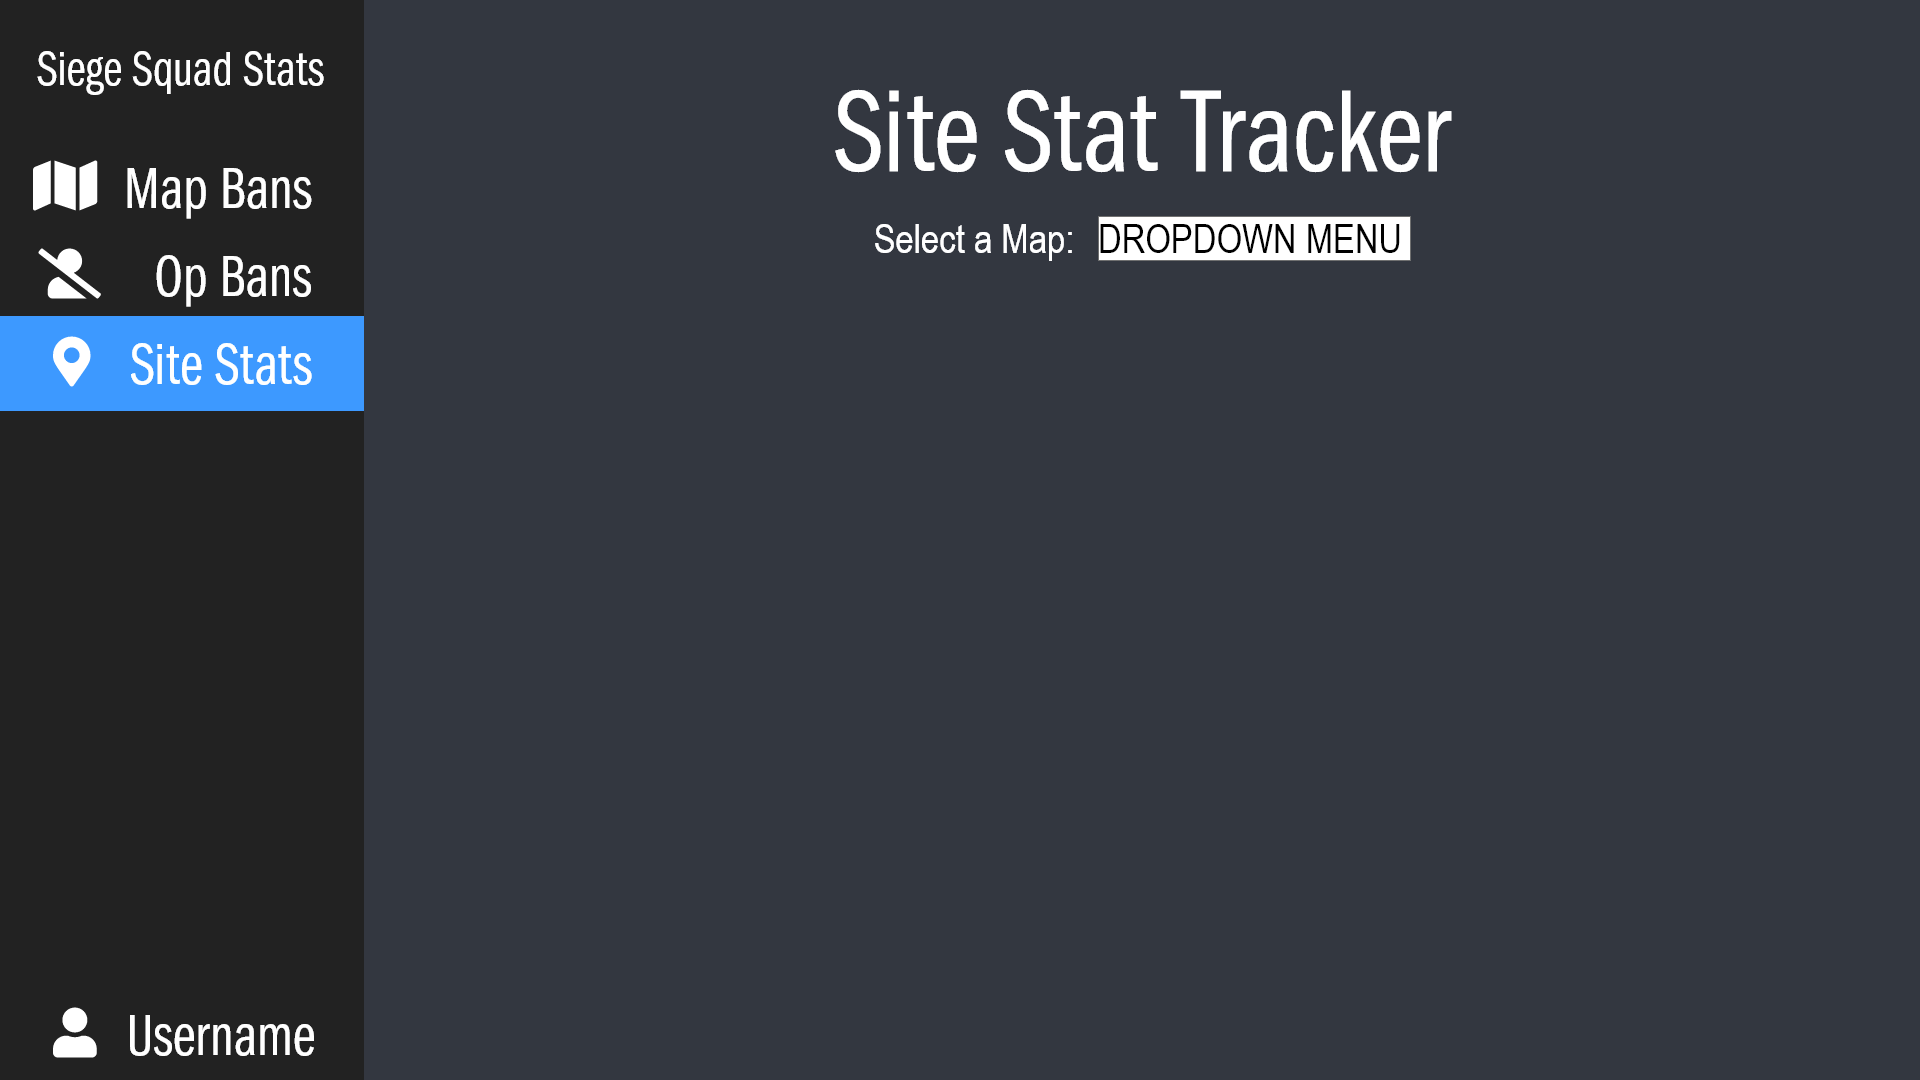 Siege Squad Stats
Map Bans
Op Bans
Site Stats
Username
Site Stat Tracker
Select a Map: DROPDOWN MENU